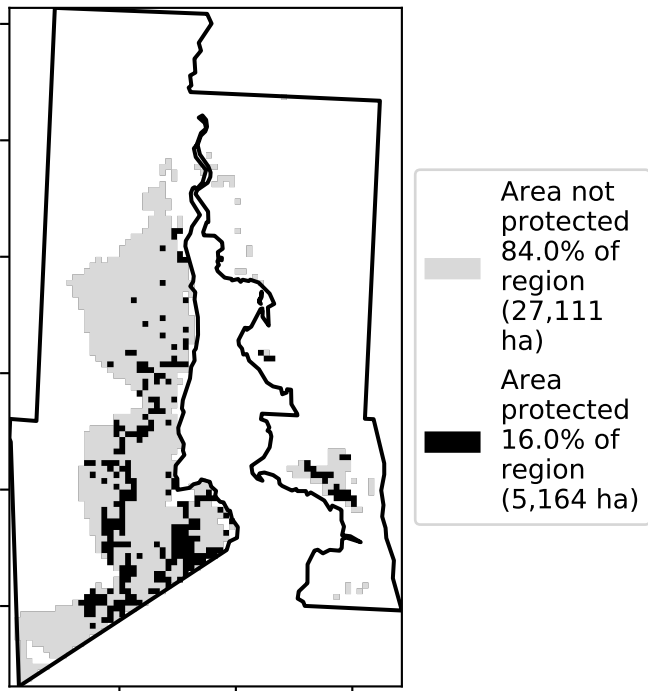 Area not
protected
84.0% of
region
(27,111
ha)
Area
protected
16.0% of
region
(5,164 ha)